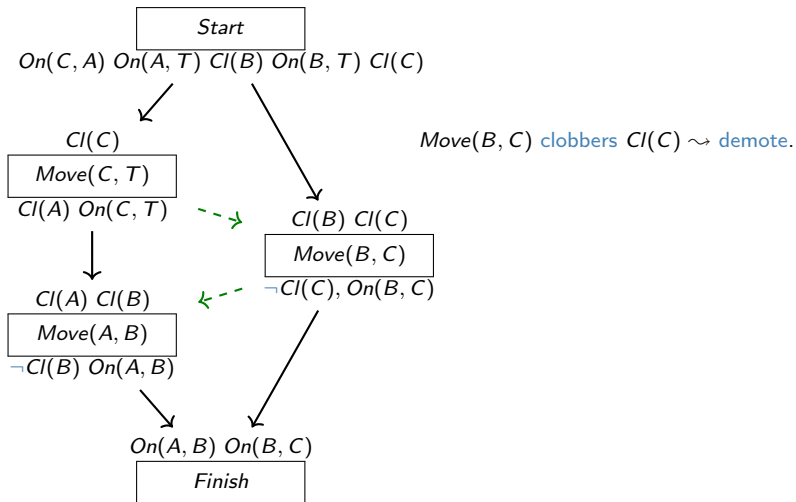 Start
On(C, A) On(A, T) Cl(B) On(B, T) Cl(C)
Cl(C)
Move(B, C) clobbers Cl(C) ⤳ demote.
Move(C, T)
Cl(A) On(C, T)
Cl(B) Cl(C)
Move(B, C)
¬Cl(C), On(B, C)
Cl(A) Cl(B)
Move(A, B)
¬Cl(B) On(A, B)
On(A, B) On(B, C)
Finish